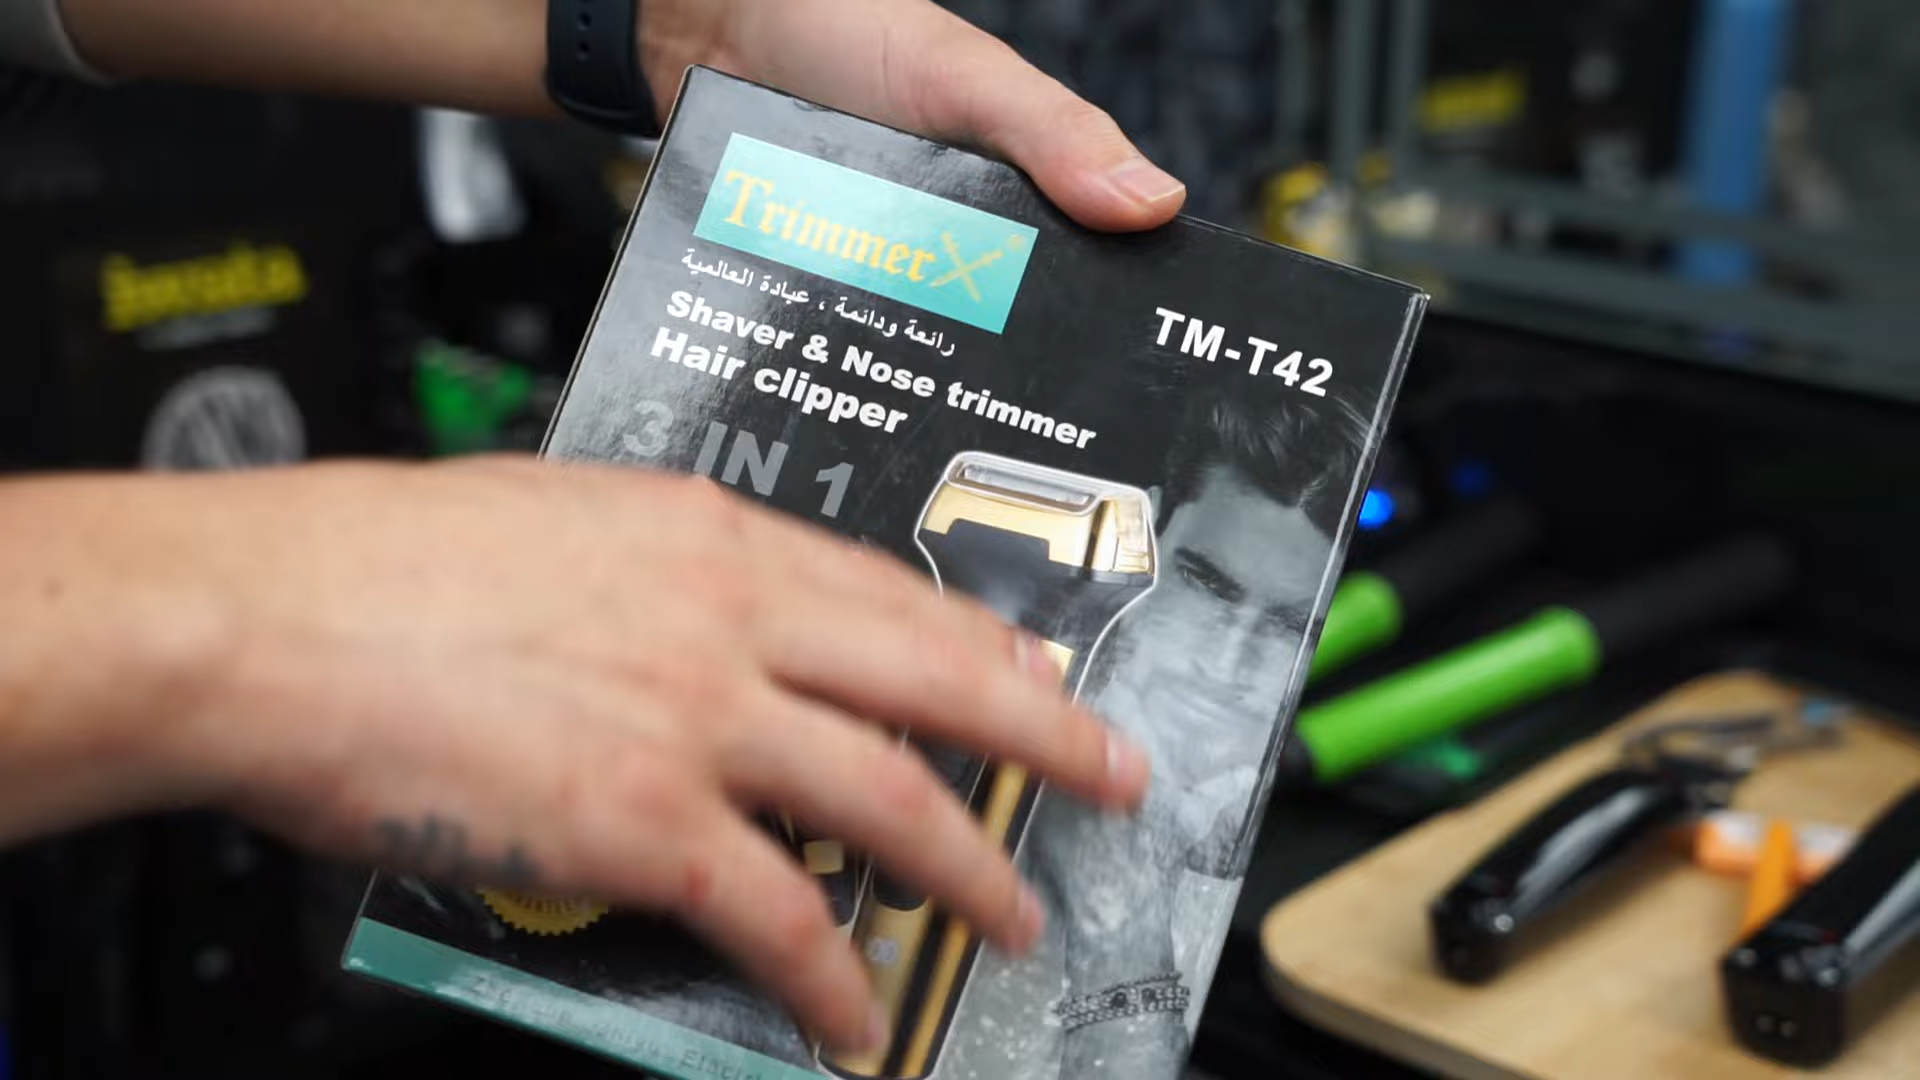 TrimmerX®
رائعة ودائمة ، عبادة العالمية
Shaver & Nose trimmer
Hair clipper
TM-T42
3 IN 1